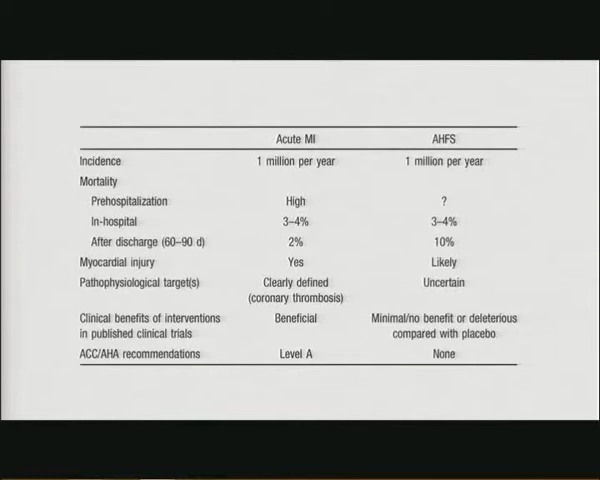 Acute MI AHFS
Incidence 1 million per year 1 million per year
Mortality
Prehospitalization High ?
In-hospital 3–4% 3–4%
After discharge (60–90 d) 2% 10%
Myocardial injury Yes Likely
Pathophysiological target(s) Clearly defined Uncertain
(coronary thrombosis)
Clinical benefits of interventions Beneficial Minimal/no benefit or deleterious
in published clinical trials compared with placebo
ACC/AHA recommendations Level A None